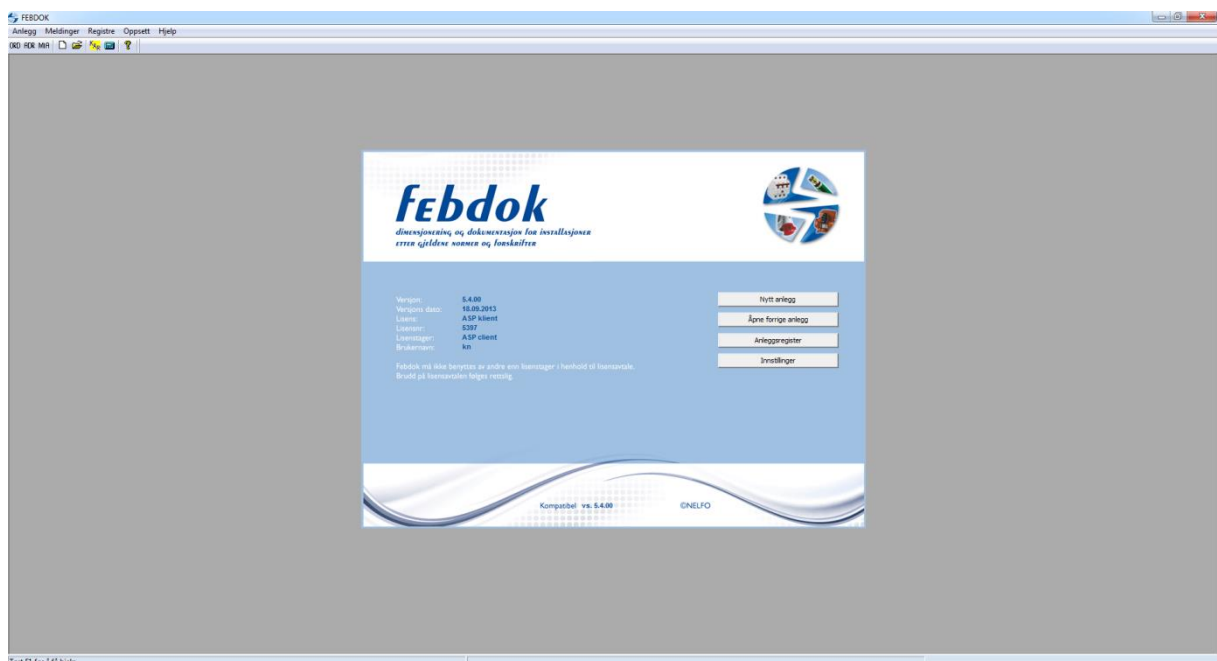 FEBDOK
Anlegg Meldinger Registre Oppsett Hjelp
ORD ADR MVA
febdok
dimensjonering og dokumentasjon for installasjoner
etter gjeldene normer og forskrifter
Versjon: 5.4.00
Versjons dato: 18.09.2013
Lisens: ASP klient
Lisensnr: 5397
Lisenstager: ASP client
Brukernavn: kn
Febdok må ikke benyttes av andre enn lisenstager i henhold til lisensavtale.
Brudd på lisensavtalen følges rettslig.
Nytt anlegg
Åpne forrige anlegg
Anleggsregister
Innstillinger
Kompatibel vs. 5.4.00 ©NELFO